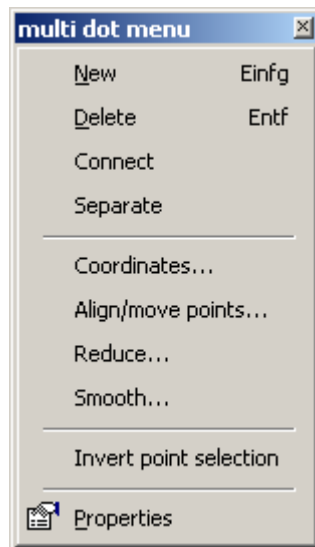 multi dot menu
New Einfg
Delete Entf
Connect
Separate
Coordinates...
Align/move points...
Reduce...
Smooth...
Invert point selection
Properties